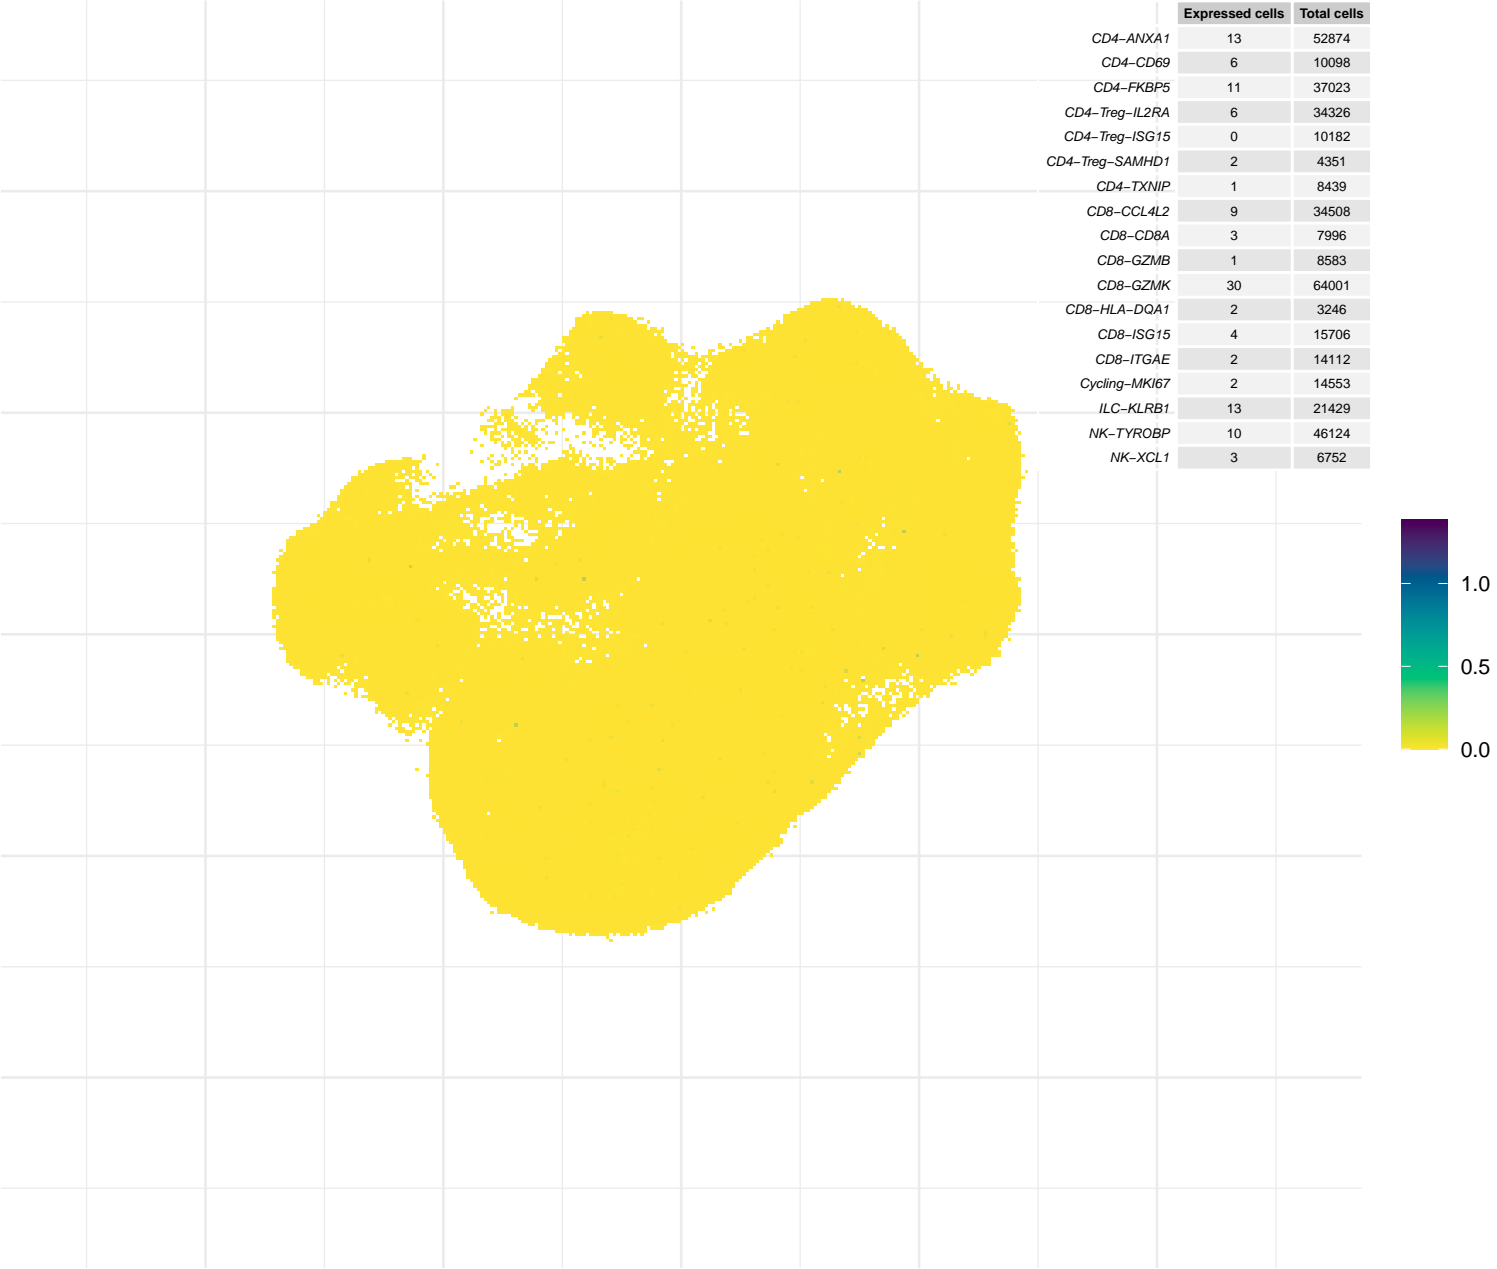 Expressed cells Total cells
CD4−ANXA1 13 52874
CD4−CD69 6 10098
CD4−FKBP5 11 37023
CD4−Treg−IL2RA 6 34326
CD4−Treg−ISG15 0 10182
CD4−Treg−SAMHD1 2 4351
CD4−TXNIP 1 8439
CD8−CCL4L2 9 34508
CD8−CD8A 3 7996
CD8−GZMB 1 8583
CD8−GZMK 30 64001
CD8−HLA−DQA1 2 3246
CD8−ISG15 4 15706
CD8−ITGAE 2 14112
Cycling−MKI67 2 14553
ILC−KLRB1 13 21429
NK−TYROBP 10 46124
NK−XCL1 3 6752
1.0
0.5
0.0